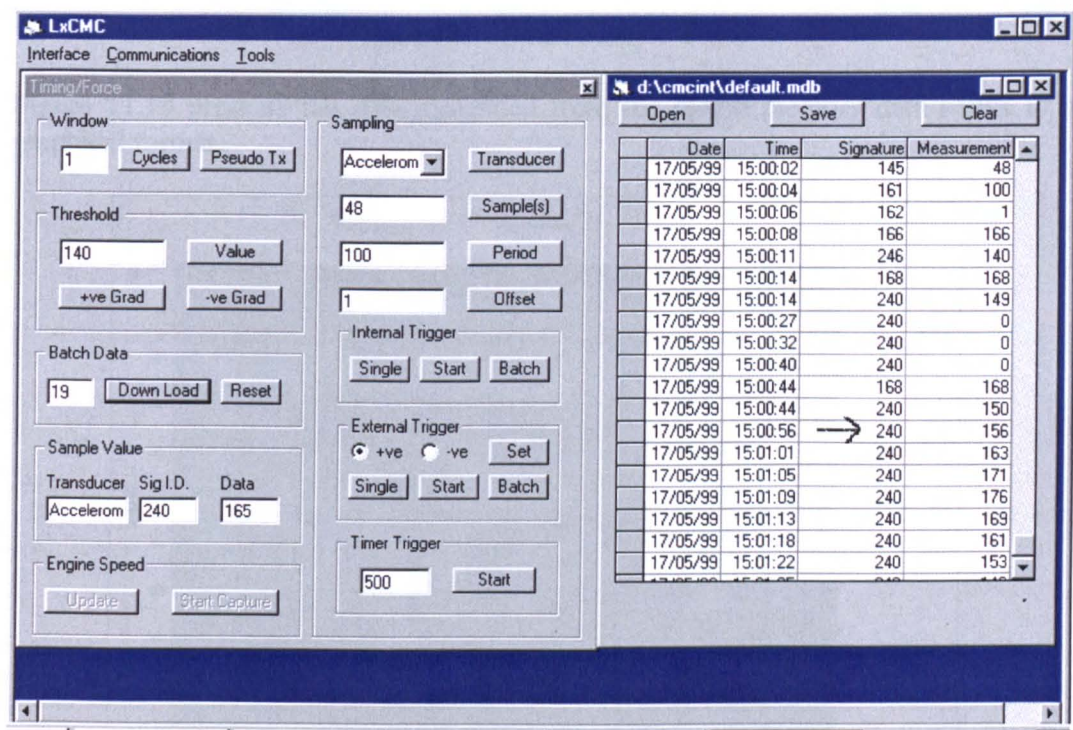 LxCMC
Interface Communications Tools
Timing/Force
Window
1 Cycles Pseudo Tx
Threshold
140 Value
+ve Grad -ve Grad
Batch Data
19 Down Load Reset
Sample Value
Transducer Sig I.D. Data
Accelerom 240 165
Engine Speed
Update Start Capture
Sampling
Accelerom Transducer
48 Sample(s)
100 Period
1 Offset
Internal Trigger
Single Start Batch
External Trigger
+ve -ve Set
Single Start Batch
Timer Trigger
500 Start
d:\cmcint\default.mdb
Open Save Clear
Date Time Signature Measurement
17/05/99 15:00:02 145 48
17/05/99 15:00:04 161 100
17/05/99 15:00:06 162 1
17/05/99 15:00:08 166 166
17/05/99 15:00:11 246 140
17/05/99 15:00:14 168 168
17/05/99 15:00:14 240 149
17/05/99 15:00:27 240 0
17/05/99 15:00:32 240 0
17/05/99 15:00:40 240 0
17/05/99 15:00:44 168 168
17/05/99 15:00:44 240 150
17/05/99 15:00:56 240 156
17/05/99 15:01:01 240 163
17/05/99 15:01:05 240 171
17/05/99 15:01:09 240 176
17/05/99 15:01:13 240 169
17/05/99 15:01:18 240 161
17/05/99 15:01:22 240 153